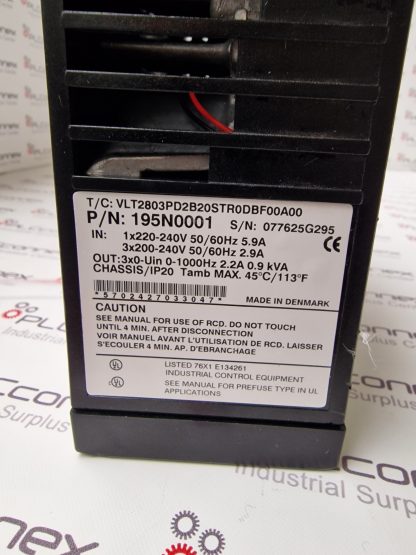 T/C: VLT2803PD2B20STR0DBF00A00
P/N: 195N0001 S/N: 077625G295
IN: 1x220-240V 50/60Hz 5.9A
3x200-240V 50/60Hz 2.9A
OUT:3x0-Uin 0-1000Hz 2.2A 0.9 kVA
CHASSIS/IP20 Tamb MAX. 45°C/113°F
CE
*5702427033047*
MADE IN DENMARK
CAUTION
SEE MANUAL FOR USE OF RCD. DO NOT TOUCH
UNTIL 4 MIN. AFTER DISCONNECTION
VOIR MANUEL AVANT L'UTILISATION DE RCD. LAISSER
S'ECOULER 4 MIN. AP. D'EBRANCHAGE
UL LISTED 76X1 E134261
INDUSTRIAL CONTROL EQUIPMENT
UL SEE MANUAL FOR PREFUSE TYPE IN UL
APPLICATIONS
Industrial Surplus